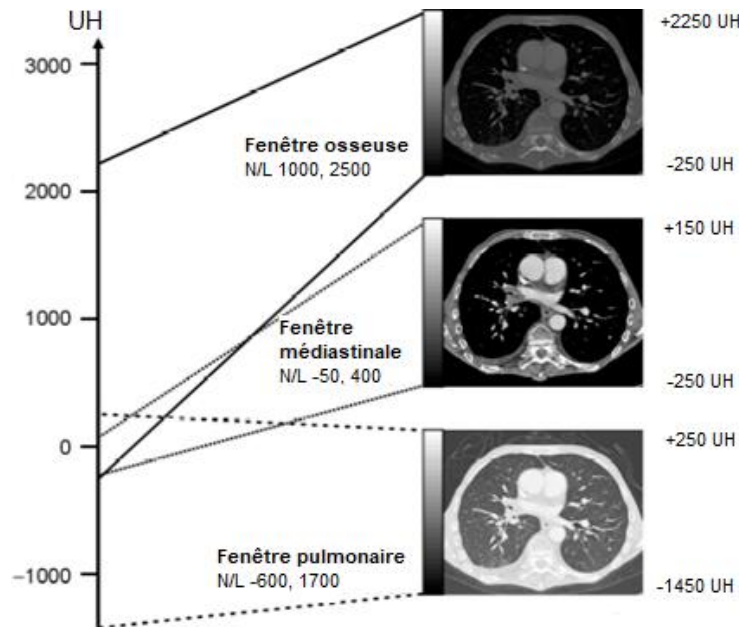 UH
+2250 UH
3000
Fenêtre osseuse
N/L 1000, 2500
-250 UH
2000
+150 UH
1000
Fenêtre
médiastinale
N/L -50, 400
-250 UH
+250 UH
0
Fenêtre pulmonaire
N/L -600, 1700
−1000
-1450 UH